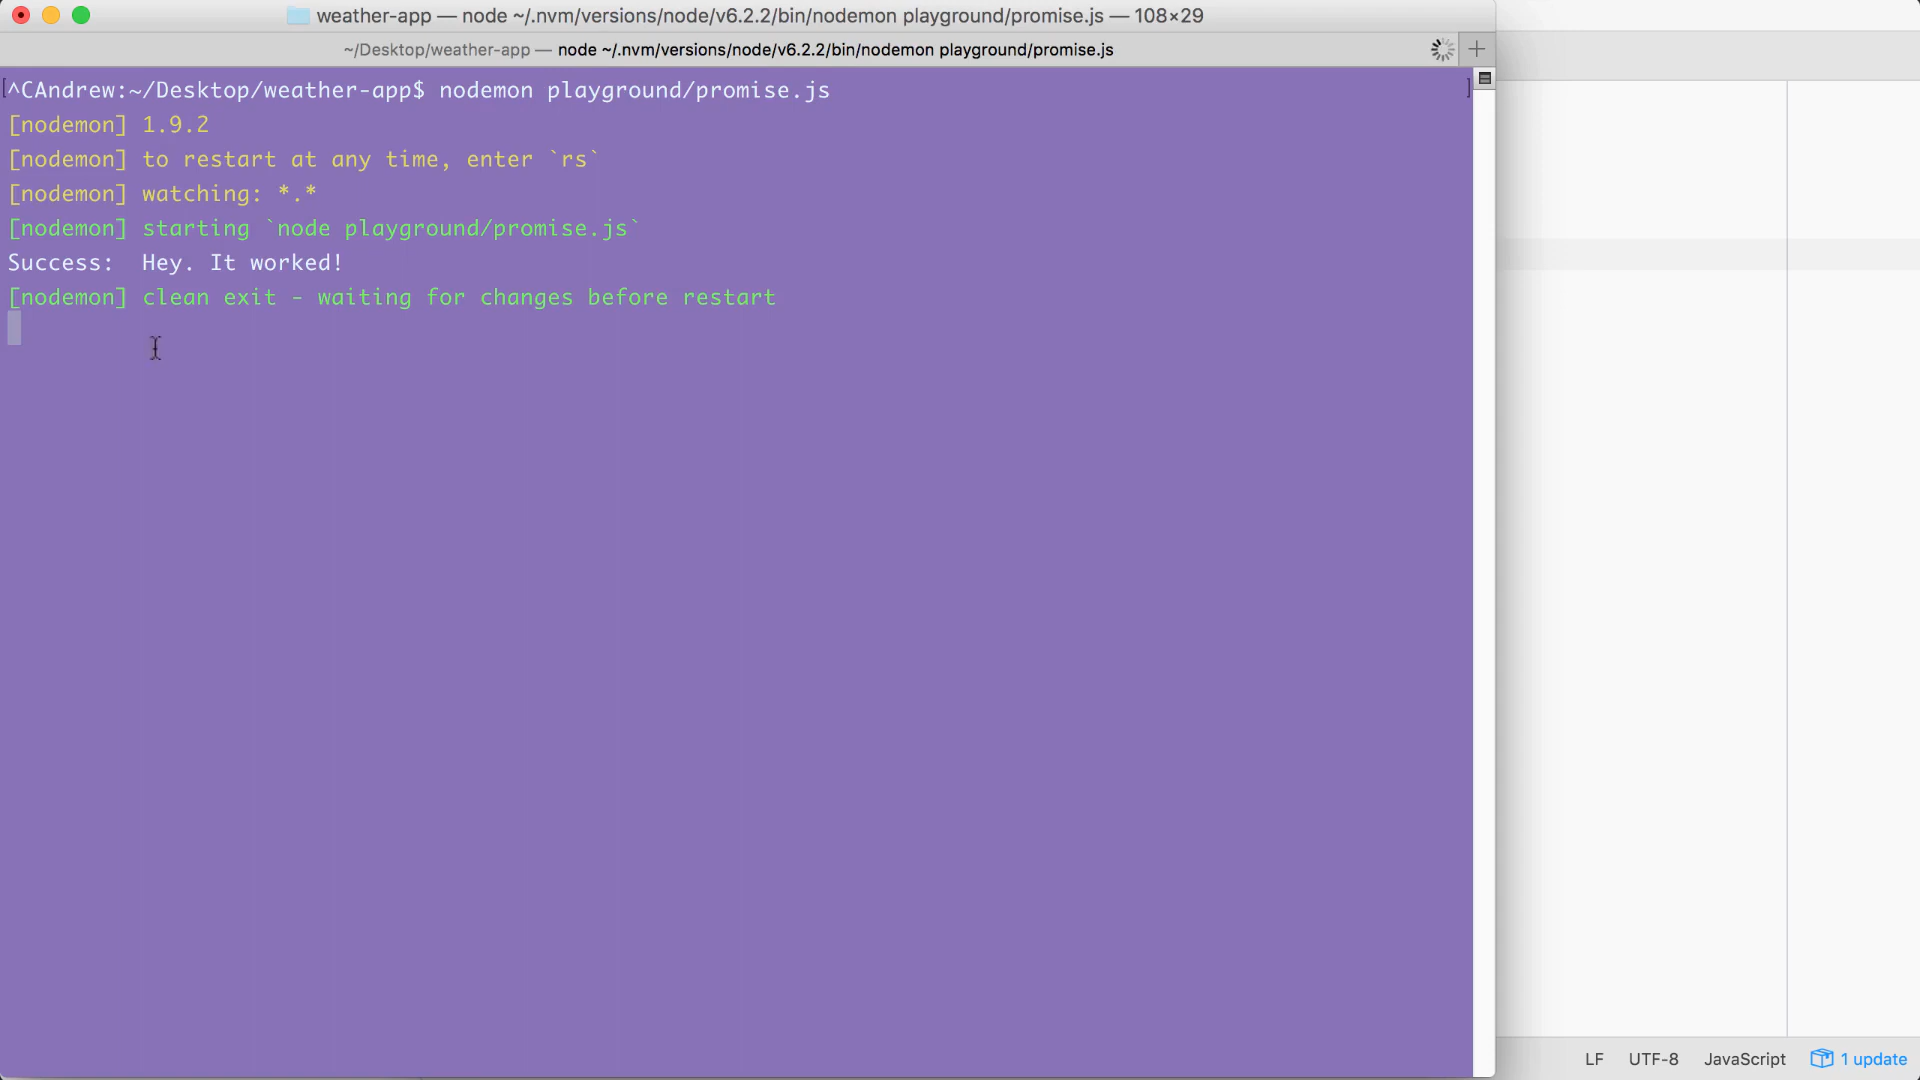 weather-app — node ~/.nvm/versions/node/v6.2.2/bin/nodemon playground/promise.js — 108×29
~/Desktop/weather-app — node ~/.nvm/versions/node/v6.2.2/bin/nodemon playground/promise.js
[^CAndrew:~/Desktop/weather-app$ nodemon playground/promise.js ]
[nodemon] 1.9.2
[nodemon] to restart at any time, enter `rs`
[nodemon] watching: *.*
[nodemon] starting `node playground/promise.js`
Success:  Hey. It worked!
[nodemon] clean exit - waiting for changes before restart
LF UTF-8 JavaScript 1 update